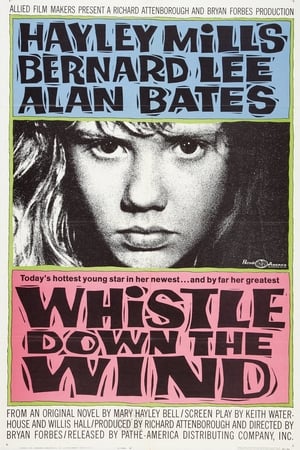 ALLIED FILM MAKERS PRESENT A RICHARD ATTENBOROUGH AND BRYAN FORBES PRODUCTION
HAYLEY MILLS
BERNARD LEE
ALAN BATES
Today's hottest young star in her newest...and by far her greatest
WHiSTLE
DOWN THE
WIND
FROM AN ORIGINAL NOVEL BY MARY HAYLEY BELL/SCREEN PLAY BY KEITH WATER-
HOUSE AND WILLIS HALL/PRODUCED BY RICHARD ATTENBOROUGH/DIRECTED BY
BRYAN FORBES/RELEASED BY PATHÉ-AMERICA DISTRIBUTING COMPANY, INC.